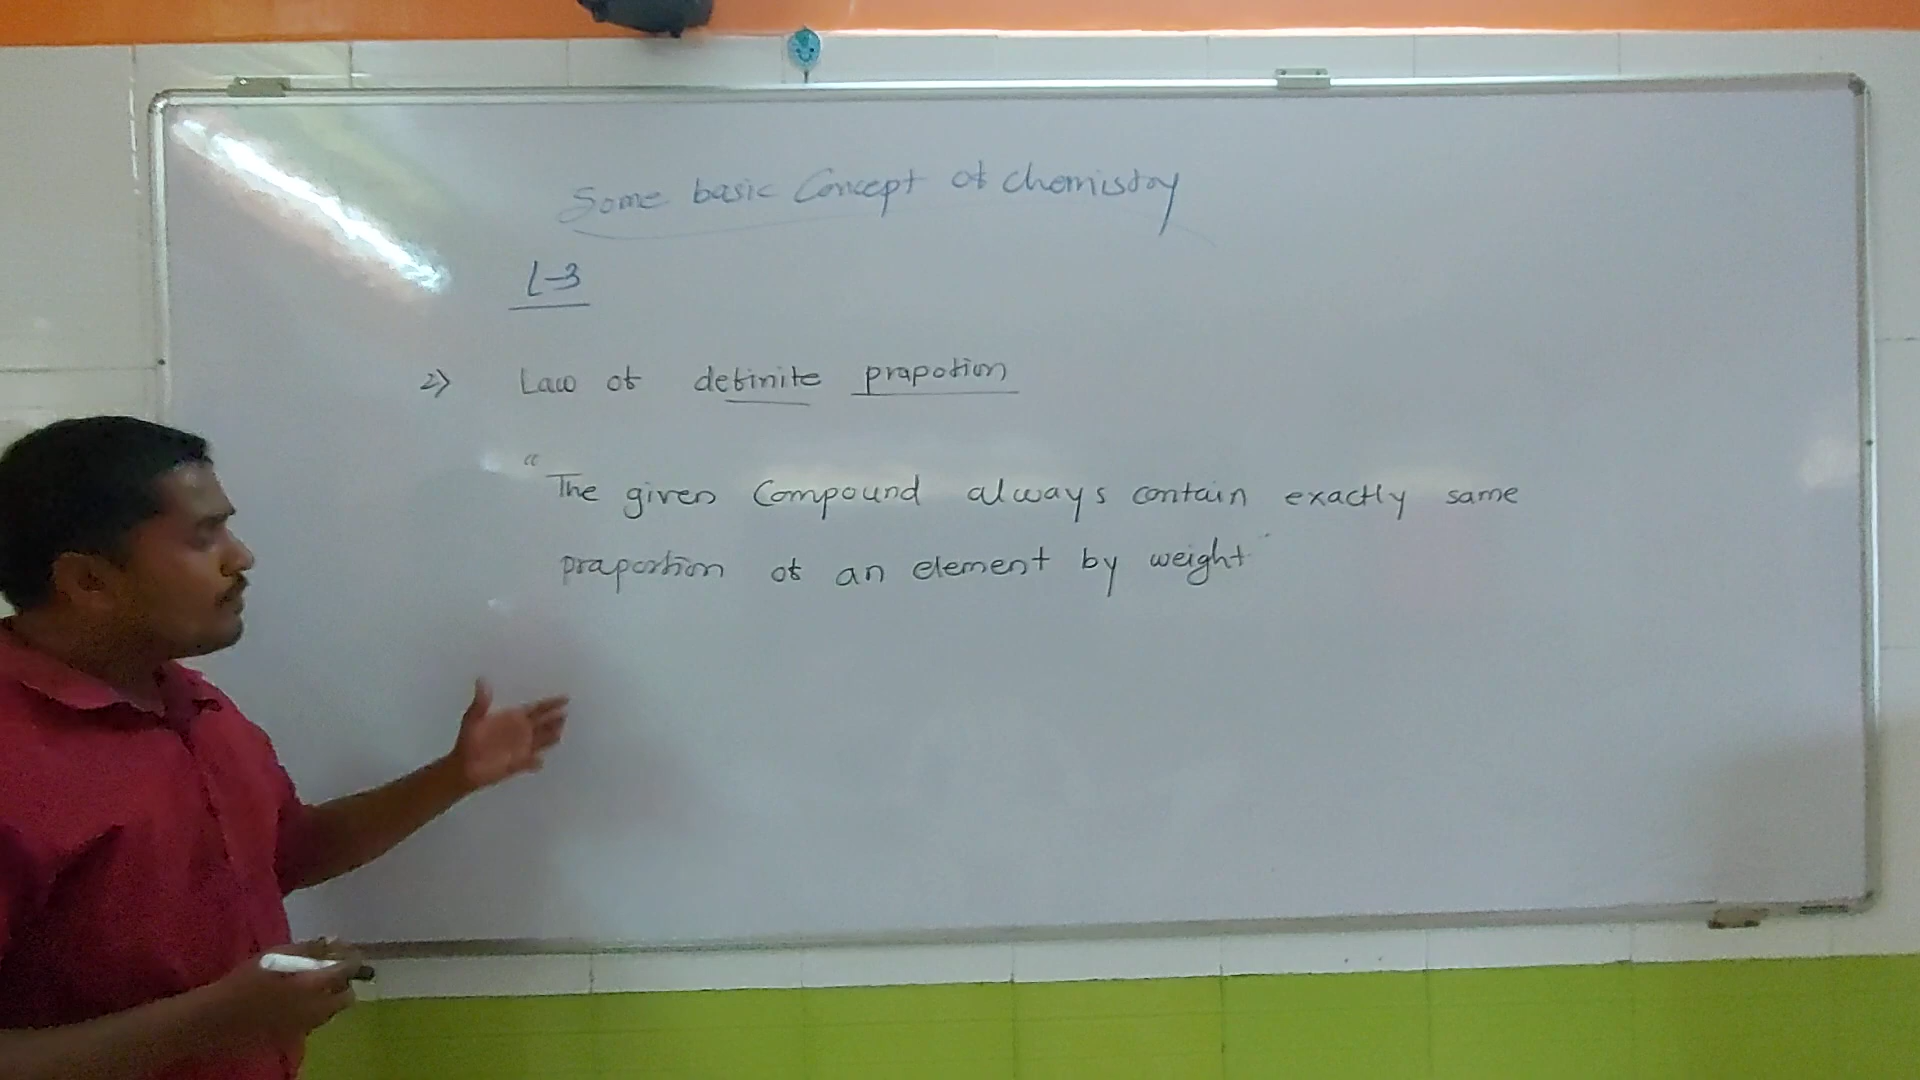 Some basic Concept of chemistry
L-3
2) Law of definite prapotion
" The given Compound always contain exactly same
praportion of an element by weight "